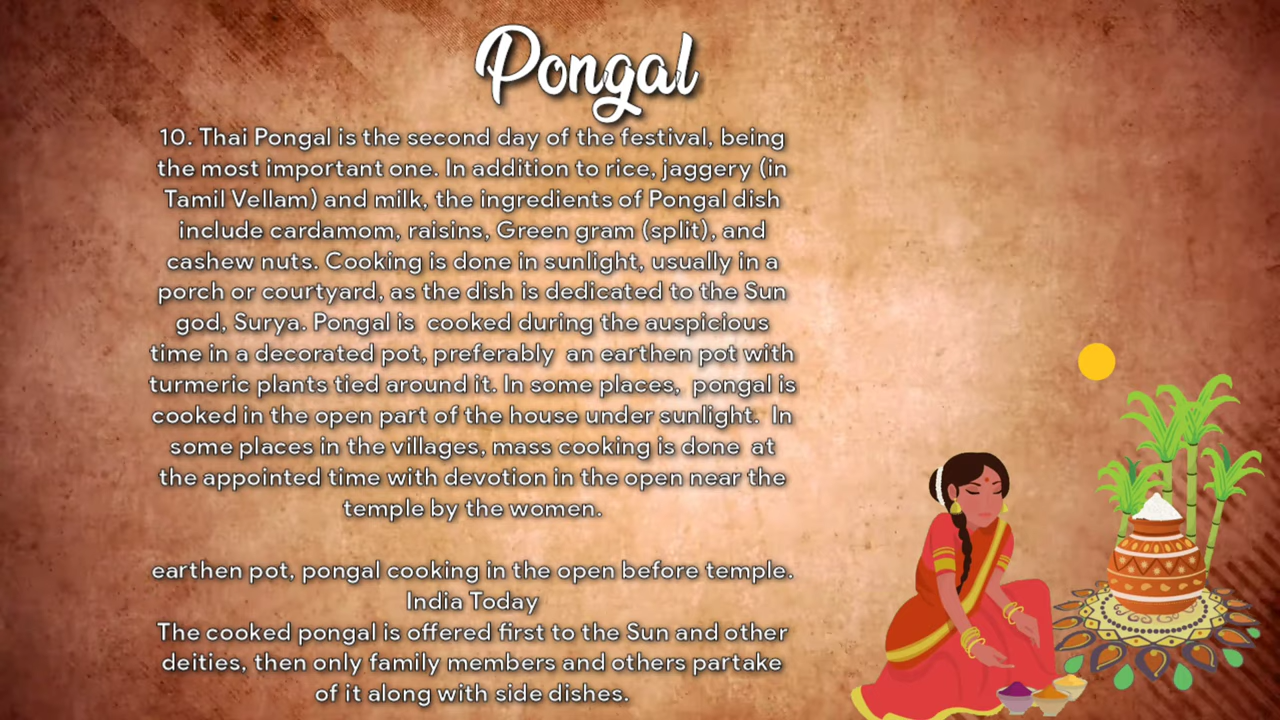 Pongal
10. Thai Pongal is the second day of the festival, being
the most important one. In addition to rice, jaggery (in
Tamil Vellam) and milk, the ingredients of Pongal dish
include cardamom, raisins, Green gram (split), and
cashew nuts. Cooking is done in sunlight, usually in a
porch or courtyard, as the dish is dedicated to the Sun
god, Surya. Pongal is  cooked during the auspicious
time in a decorated pot, preferably  an earthen pot with
turmeric plants tied around it. In some places,  pongal is
cooked in the open part of the house under sunlight.  In
some places in the villages, mass cooking is done  at
the appointed time with devotion in the open near the
temple by the women.
earthen pot, pongal cooking in the open before temple.
India Today
The cooked pongal is offered first to the Sun and other
deities, then only family members and others partake
of it along with side dishes.